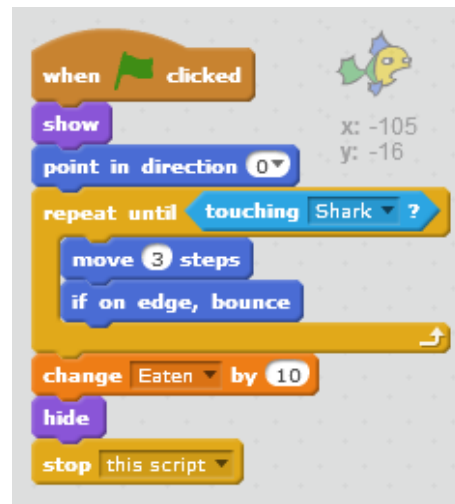 when clicked
show
x: -105
y: -16
point in direction 0
repeat until touching Shark ?
move 3 steps
if on edge, bounce
change Eaten by 10
hide
stop this script